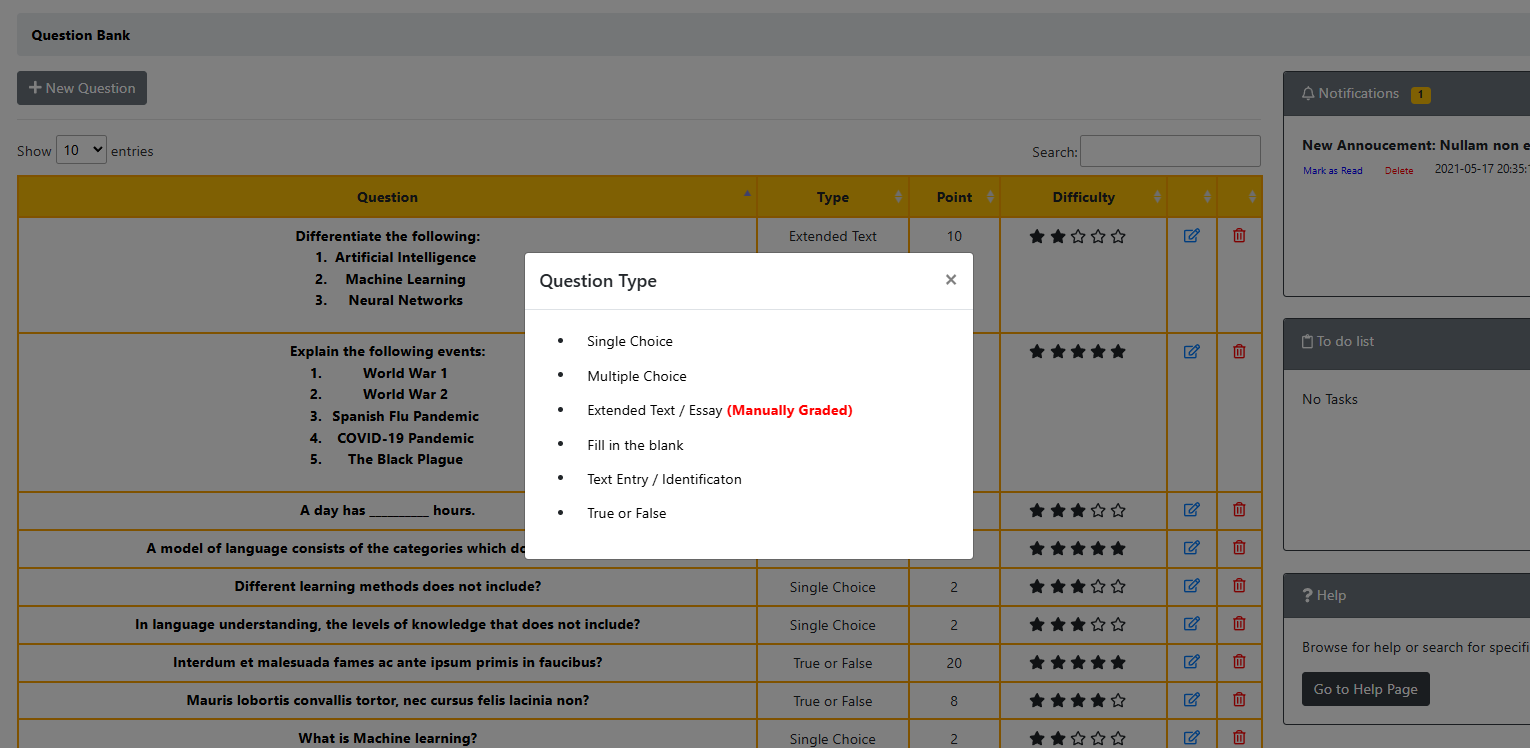 Question Bank
New Question
Show 10 entries
Search:
Question Type Point Difficulty
Differentiate the following: Extended Text 10
1. Artificial Intelligence
2. Machine Learning
3. Neural Networks
Explain the following events:
1. World War 1
2. World War 2
3. Spanish Flu Pandemic
4. COVID-19 Pandemic
5. The Black Plague
A day has __________ hours.
A model of language consists of the categories which do
Different learning methods does not include? Single Choice 2
In language understanding, the levels of knowledge that does not include? Single Choice 2
Interdum et malesuada fames ac ante ipsum primis in faucibus? True or False 20
Mauris lobortis convallis tortor, nec cursus felis lacinia non? True or False 8
What is Machine learning? Single Choice 2
Question Type ×
Single Choice
Multiple Choice
Extended Text / Essay (Manually Graded)
Fill in the blank
Text Entry / Identificaton
True or False
Notifications 1
New Annoucement: Nullam non e
Mark as Read Delete 2021-05-17 20:35:1
To do list
No Tasks
? Help
Browse for help or search for specifi
Go to Help Page